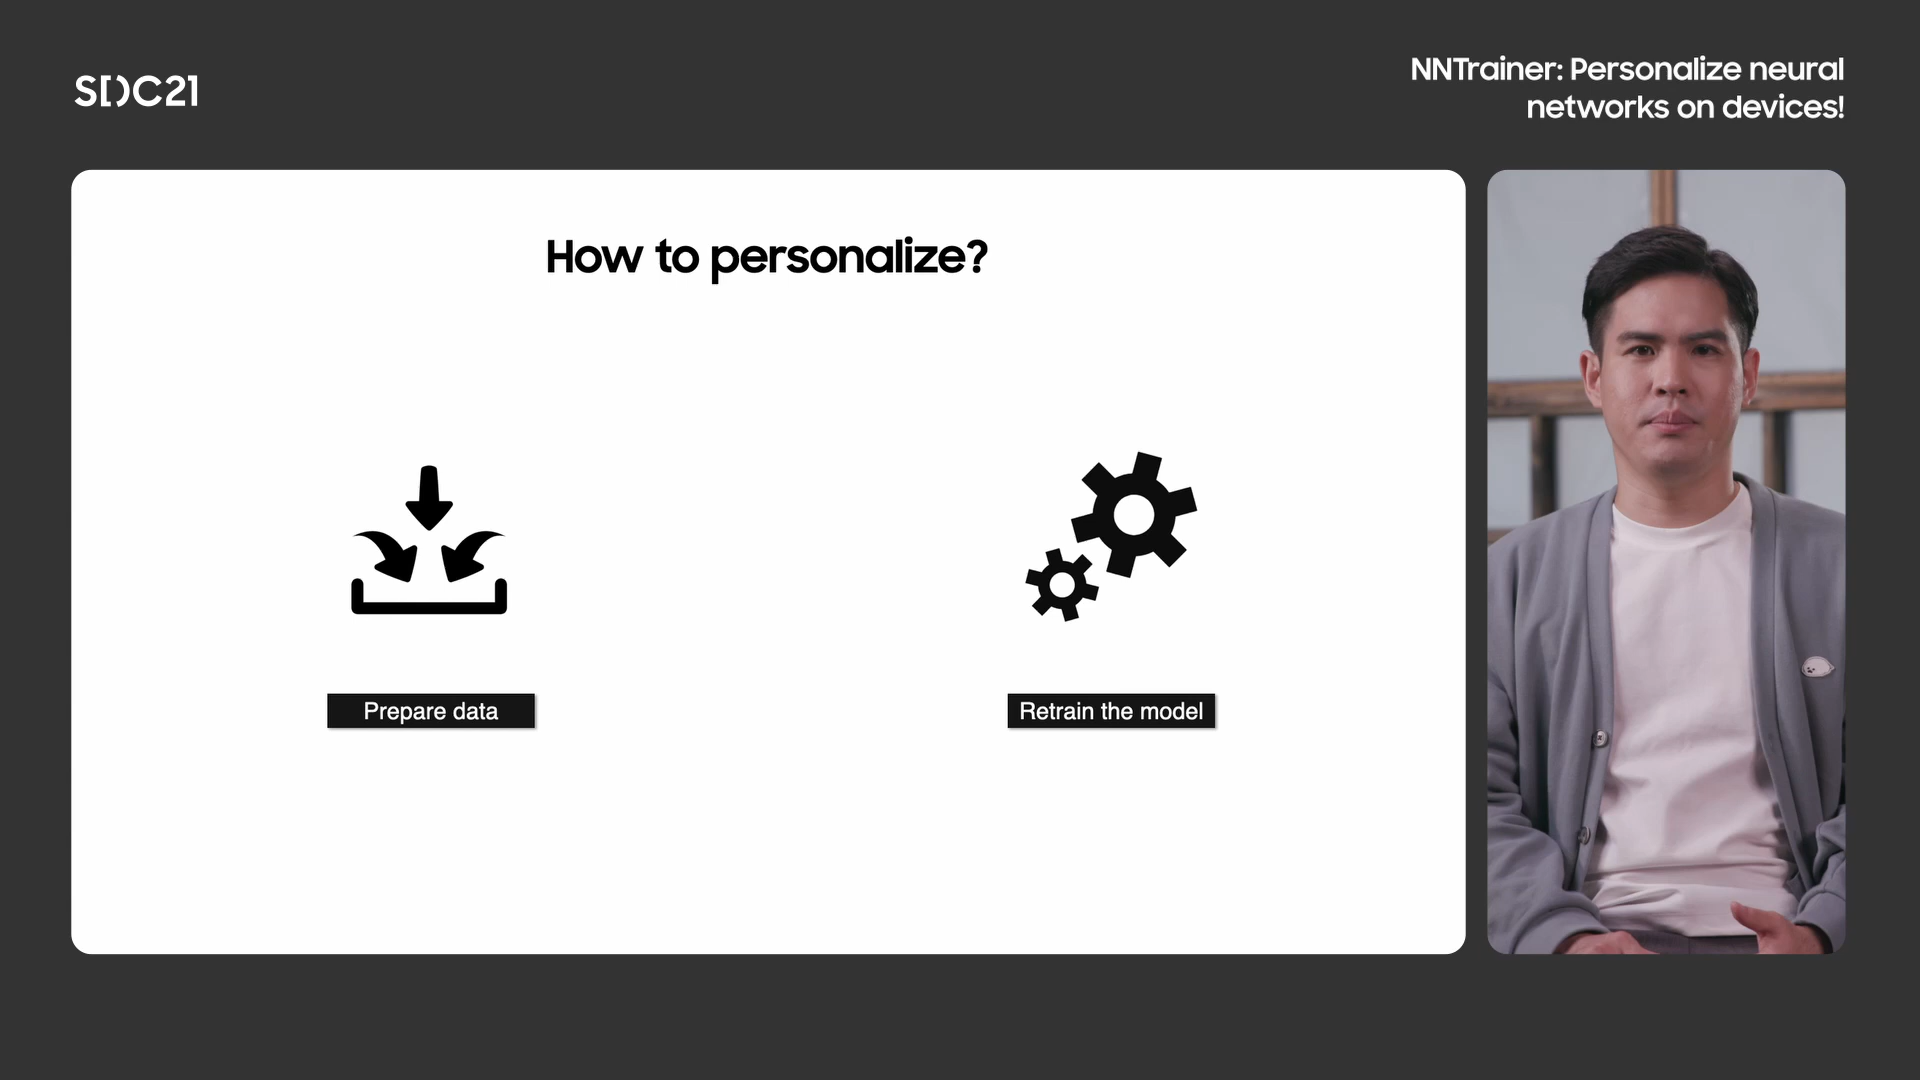 SDC21
NNTrainer: Personalize neural
networks on devices!
How to personalize?
Prepare data
Retrain the model